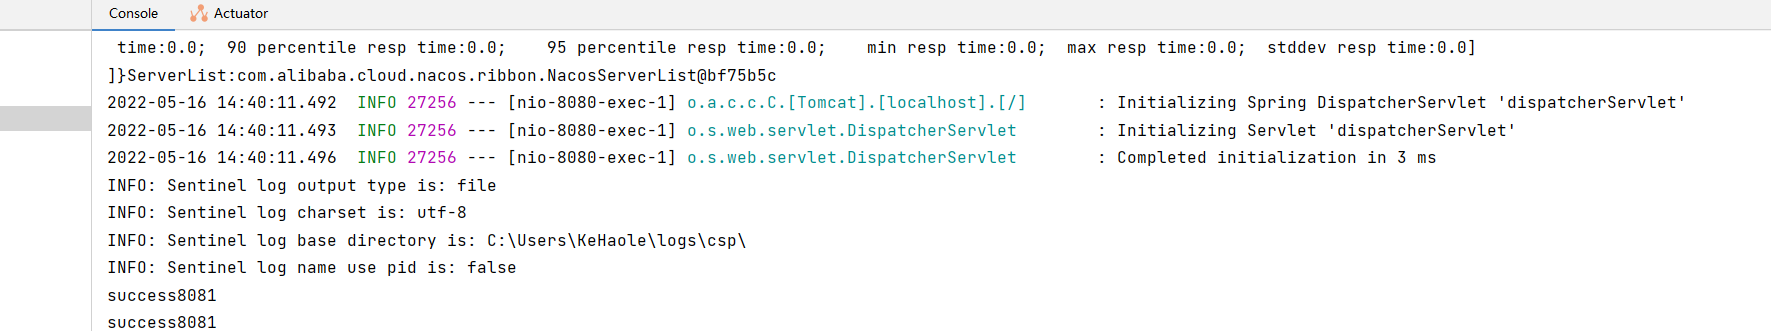 Console Actuator
time:0.0;  90 percentile resp time:0.0;    95 percentile resp time:0.0;    min resp time:0.0;  max resp time:0.0;  stddev resp time:0.0]
]}ServerList:com.alibaba.cloud.nacos.ribbon.NacosServerList@bf75b5c
2022-05-16 14:40:11.492  INFO 27256 --- [nio-8080-exec-1] o.a.c.c.C.[Tomcat].[localhost].[/]       : Initializing Spring DispatcherServlet 'dispatcherServlet'
2022-05-16 14:40:11.493  INFO 27256 --- [nio-8080-exec-1] o.s.web.servlet.DispatcherServlet        : Initializing Servlet 'dispatcherServlet'
2022-05-16 14:40:11.496  INFO 27256 --- [nio-8080-exec-1] o.s.web.servlet.DispatcherServlet        : Completed initialization in 3 ms
INFO: Sentinel log output type is: file
INFO: Sentinel log charset is: utf-8
INFO: Sentinel log base directory is: C:\Users\KeHaole\logs\csp\
INFO: Sentinel log name use pid is: false
success8081
success8081